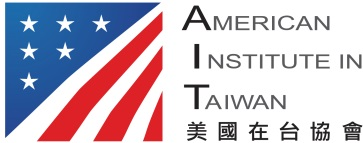 AMERICAN
INSTITUTE IN
TAIWAN
美國在台協會